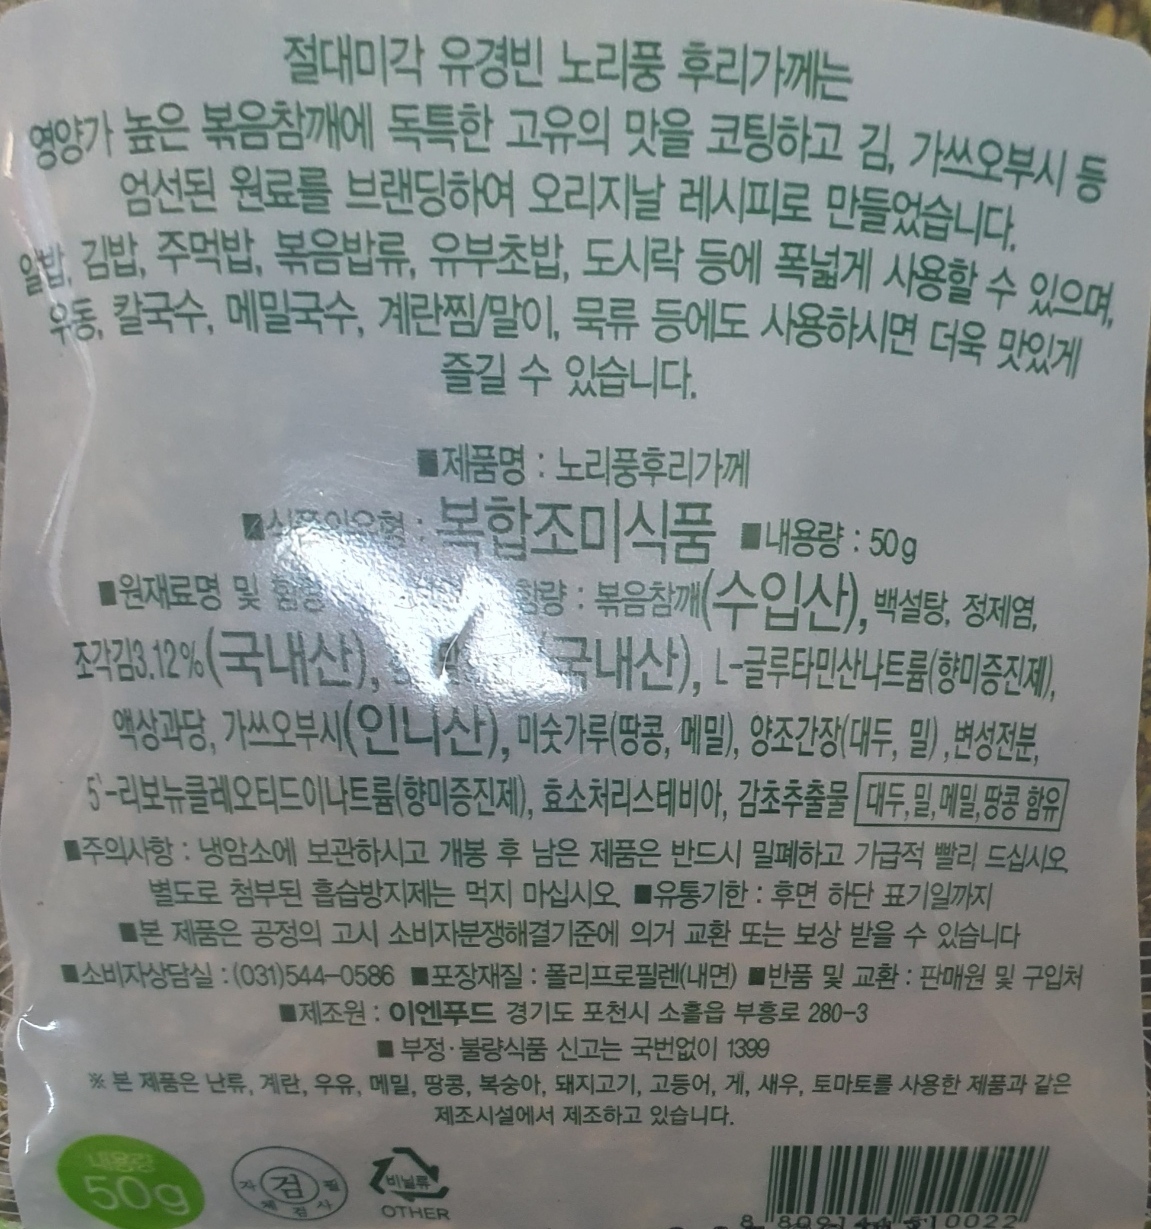 절대미각 유경빈 노리풍 후리가께는
영양가 높은 볶음참깨에 독특한 고유의 맛을 코팅하고 김, 가쓰오부시 등
엄선된 원료를 브랜딩하여 오리지날 레시피로 만들었습니다.
쌀밥, 김밥, 주먹밥, 볶음밥류, 유부초밥, 도시락 등에 폭넓게 사용할 수 있으며,
우동, 칼국수, 메밀국수, 계란찜/말이, 묵류 등에도 사용하시면 더욱 맛있게
즐길 수 있습니다.
■제품명 : 노리풍후리가께
■식품의유형 : 복합조미식품 ■내용량 : 50g
■원재료명 및 함량 함량 : 볶음참깨(수입산), 백설탕, 정제염,
조각김3.12%(국내산), 국내산), L-글루타민산나트륨(향미증진제),
액상과당, 가쓰오부시(인니산), 미숫가루(땅콩, 메밀), 양조간장(대두, 밀), 변성전분,
5'-리보뉴클레오티드이나트륨(향미증진제), 효소처리스테비아, 감초추출물 대두,밀,메밀,땅콩 함유
■주의사항 : 냉암소에 보관하시고 개봉 후 남은 제품은 반드시 밀폐하고 가급적 빨리 드십시오.
별도로 첨부된 흡습방지제는 먹지 마십시오. ■유통기한 : 후면 하단 표기일까지
■본 제품은 공정의 고시 소비자분쟁해결기준에 의거 교환 또는 보상 받을 수 있습니다
■소비자상담실 : (031)544-0586 ■포장재질 : 폴리프로필렌(내면) ■반품 및 교환 : 판매원 및 구입처
■제조원 : 이엔푸드 경기도 포천시 소흘읍 부흥로 280-3
■ 부정·불량식품 신고는 국번없이 1399
※ 본 제품은 난류, 계란, 우유, 메밀, 땅콩, 복숭아, 돼지고기, 고등어, 게, 새우, 토마토를 사용한 제품과 같은
제조시설에서 제조하고 있습니다.
내용량
50g
검
자체검사필
비닐류
OTHER